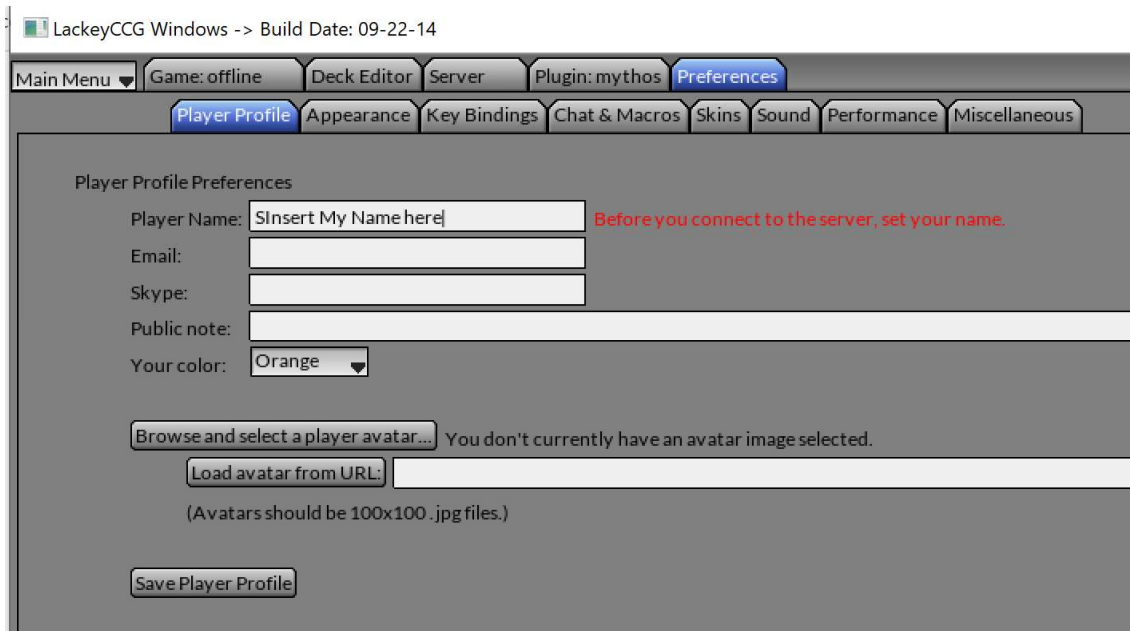 LackeyCCG Windows -> Build Date: 09-22-14
Main Menu Game: offline Deck Editor Server Plugin: mythos Preferences
Player Profile Appearance Key Bindings Chat & Macros Skins Sound Performance Miscellaneous
Player Profile Preferences
Player Name: SInsert My Name here Before you connect to the server, set your name.
Email:
Skype:
Public note:
Your color: Orange
Browse and select a player avatar... You don't currently have an avatar image selected.
Load avatar from URL:
(Avatars should be 100x100 .jpg files.)
Save Player Profile